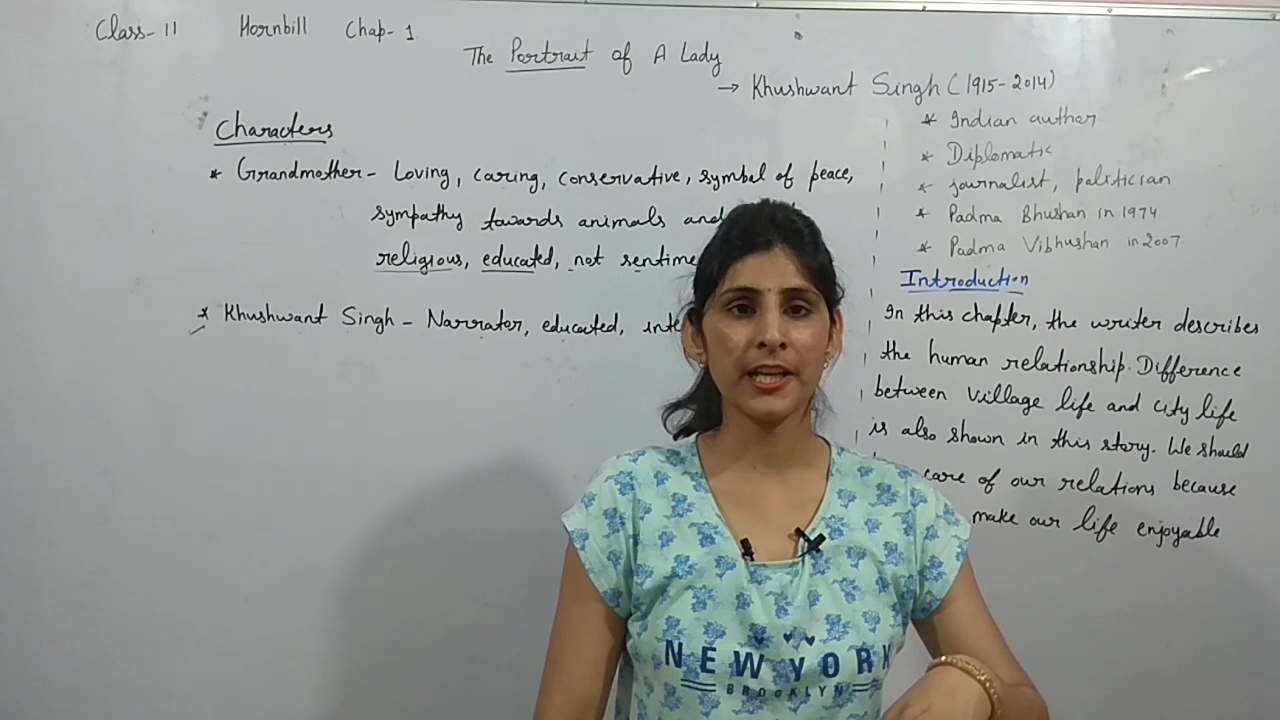 Class-11 Hornbill Chap-1
The Portrait of A Lady
→ Khushwant Singh (1915-2014)
* Indian author
* Diplomatic
* journalist, politician
* Padma Bhushan in 1974
* Padma Vibhushan in 2007
Characters
* Grandmother - Loving, caring, conservative, symbol of peace,
sympathy towards animals and
religious, educated, not
* Khushwant Singh - Narrator, educated,
Introduction
In this chapter, the writer describes
the human relationship. Difference
between village life and city life
is also shown in this story. We should
care of our relations because
make our life enjoyable
NEW YORK
BROOKLYN